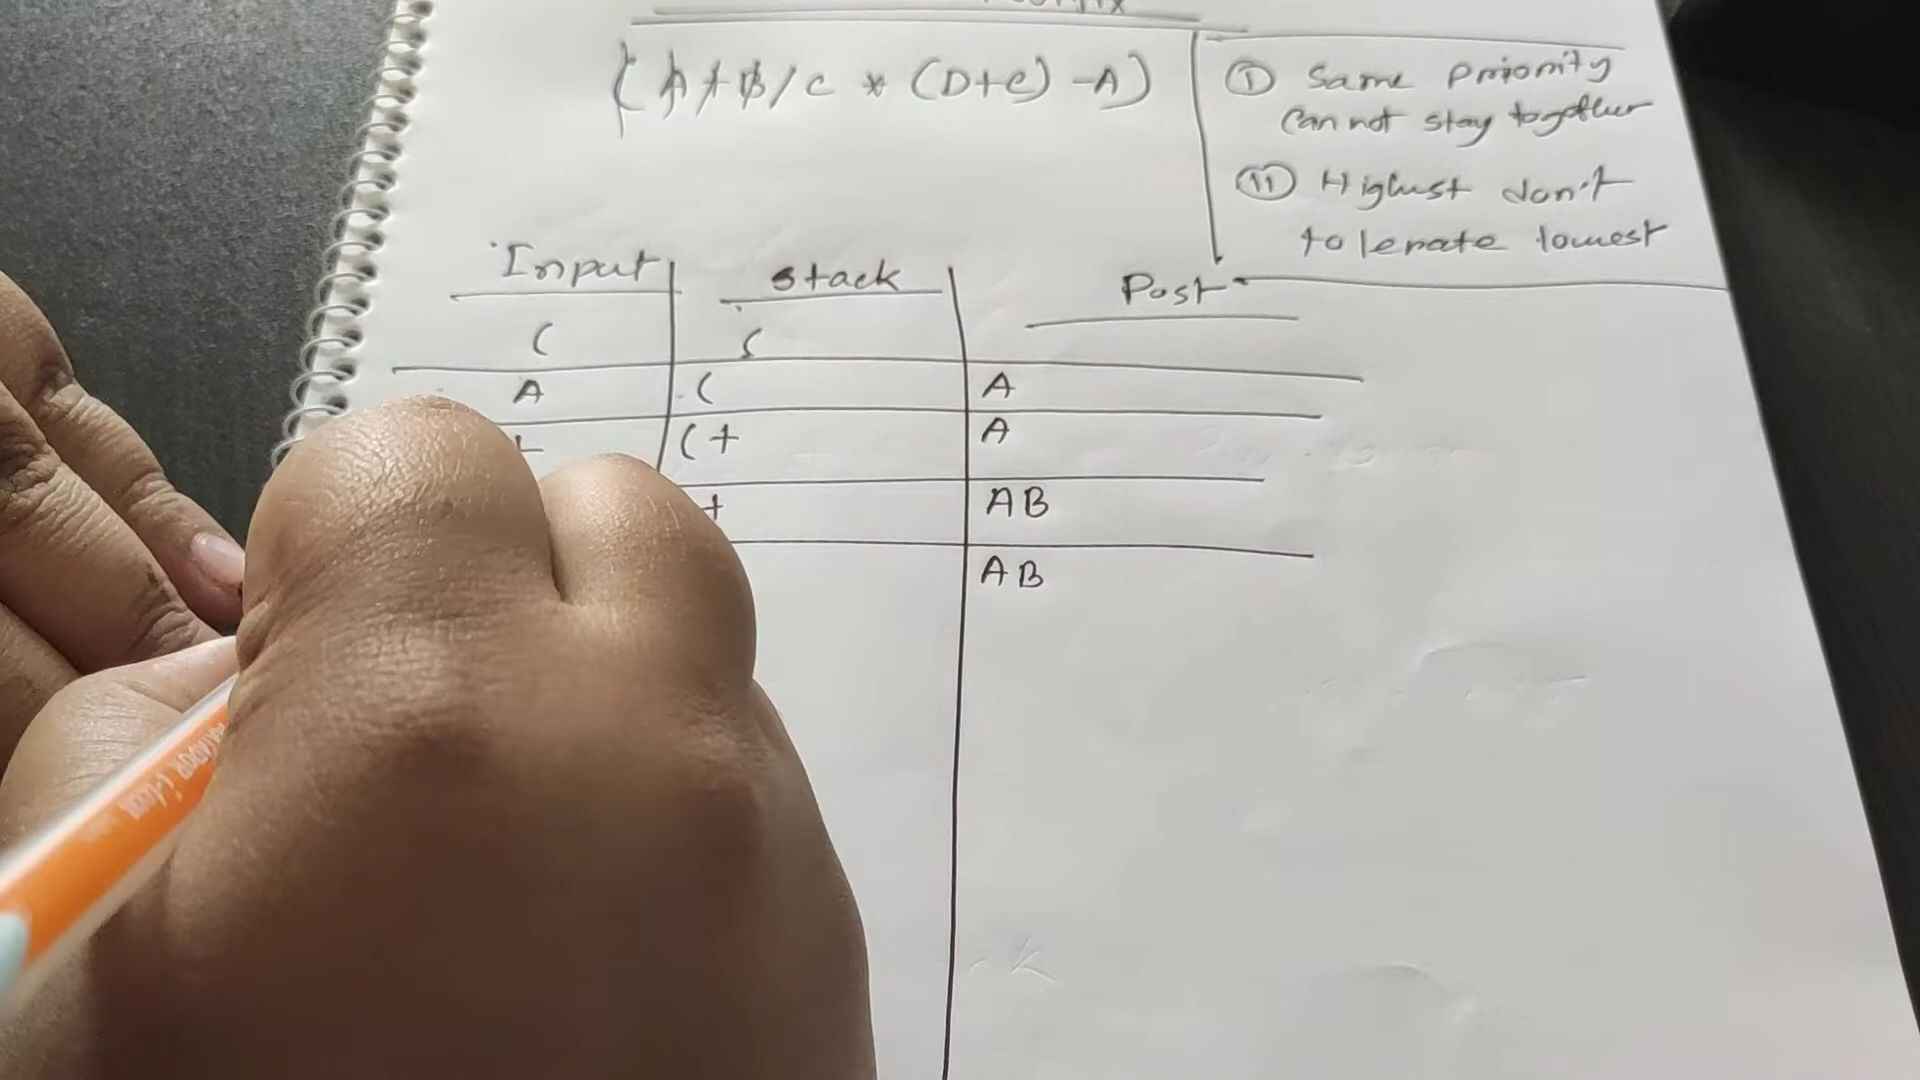 (A+B/C * (D+C) -A)
① Same Priority
Can not stay together
⑪ Highest don't
tolerate lowest
Input stack Post
( (
A ( A
(+ A
+ AB
AB